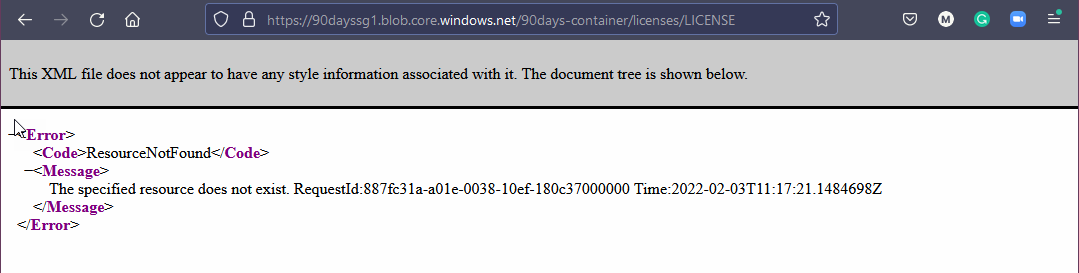 https://90dayssg1.blob.core.windows.net/90days-container/licenses/LICENSE
M
G
This XML file does not appear to have any style information associated with it. The document tree is shown below.
—<Error>
<Code>ResourceNotFound</Code>
—<Message>
The specified resource does not exist. RequestId:887fc31a-a01e-0038-10ef-180c37000000 Time:2022-02-03T11:17:21.1484698Z
</Message>
</Error>